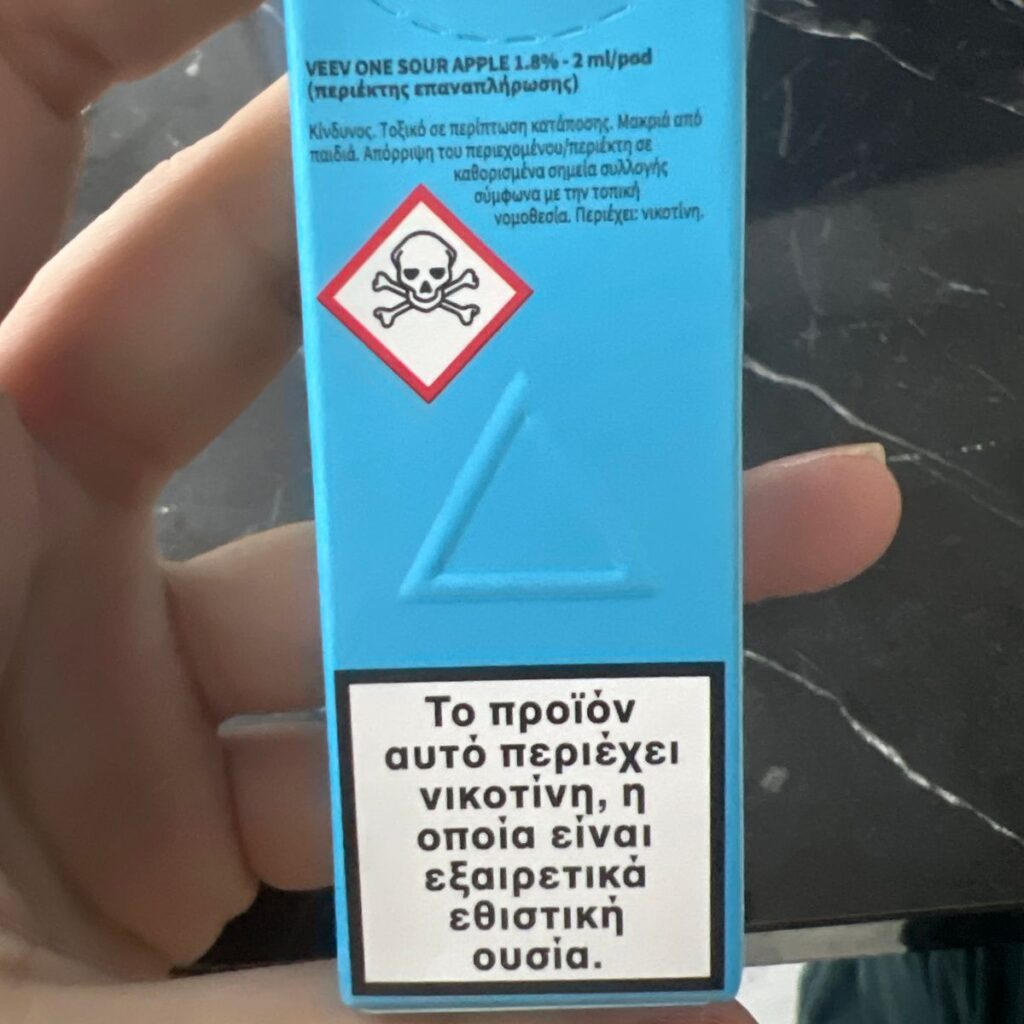 VEEV ONE SOUR APPLE 1.8% - 2 ml/pod
(περιέκτης επαναπλήρωσης)
Κίνδυνος. Τοξικό σε περίπτωση κατάποσης. Μακριά από
παιδιά. Απόρριψη του περιεχομένου/περιέκτη σε
καθορισμένα σημεία συλλογής
σύμφωνα με την τοπική
νομοθεσία. Περιέχει: νικοτίνη.
Το προϊόν
αυτό περιέχει
νικοτίνη, η
οποία είναι
εξαιρετικά
εθιστική
ουσία.